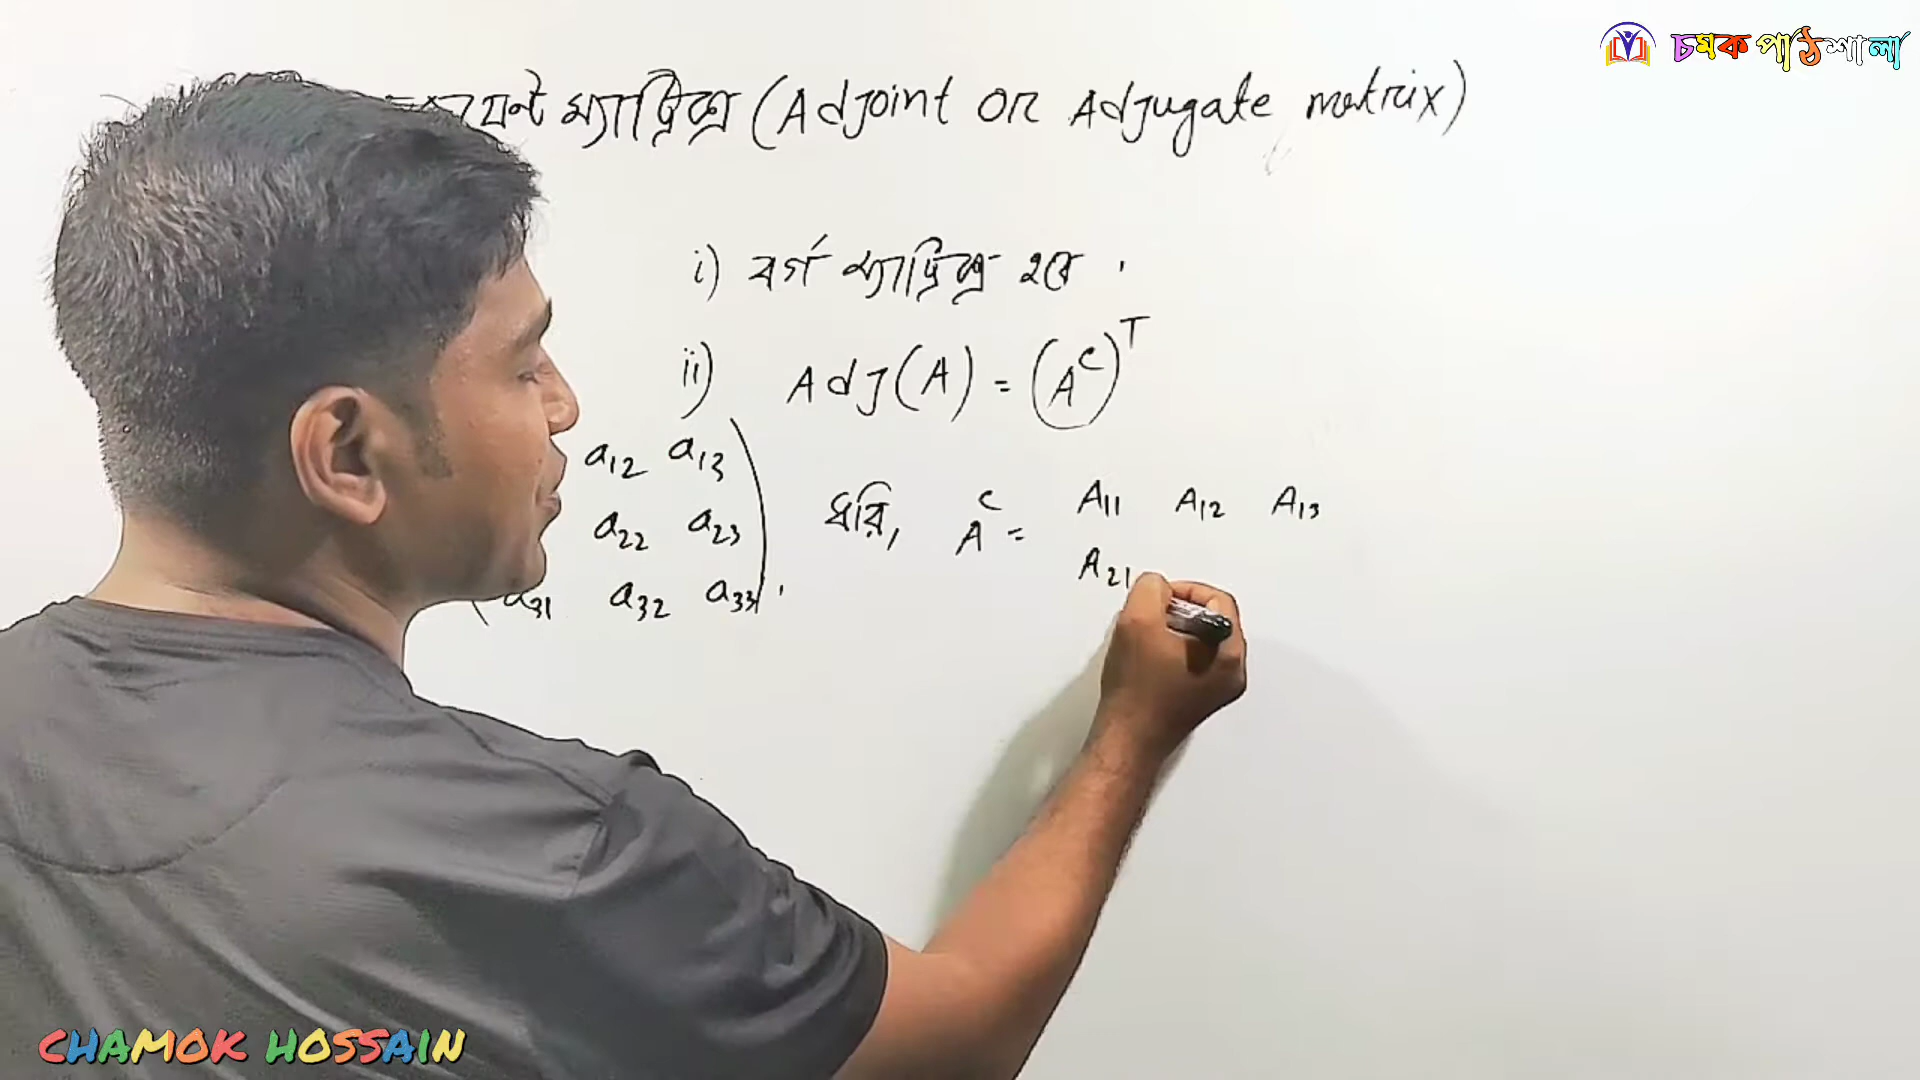 চমক পাঠশালা
ম্যাট্রিক্স (Adjoint or Adjugate matrix)
i) বর্গ ম্যাট্রিক্স হবে .
ii) Adj(A) = (A^c)^T
a12 a13
a22 a23
a31 a32 a33 .
ধরি, A^c = A11 A12 A13
A21
CHAMOK HOSSAIN